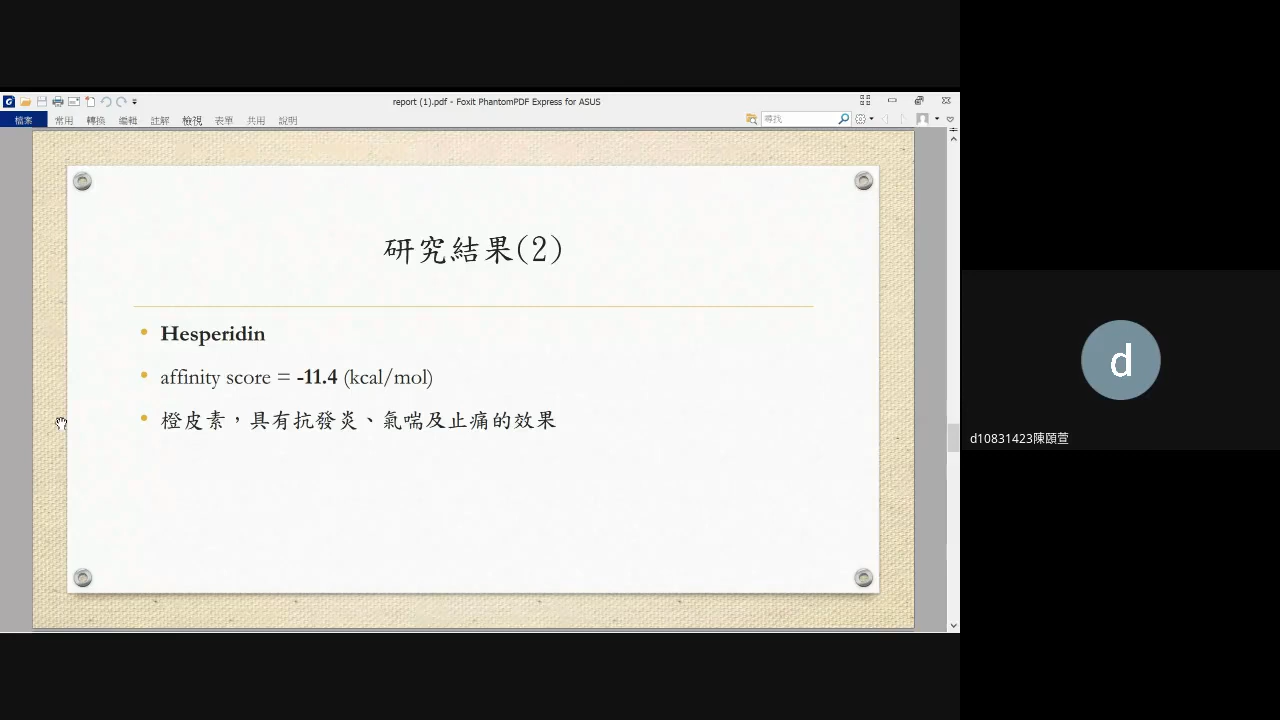 report (1).pdf - Foxit PhantomPDF Express for ASUS
檔案 常用 轉換 編輯 註解 檢視 表單 共用 說明
尋找
研究結果(2)
• Hesperidin
• affinity score = -11.4 (kcal/mol)
• 橙皮素，具有抗發炎、氣喘及止痛的效果
d
d10831423陳頤萱